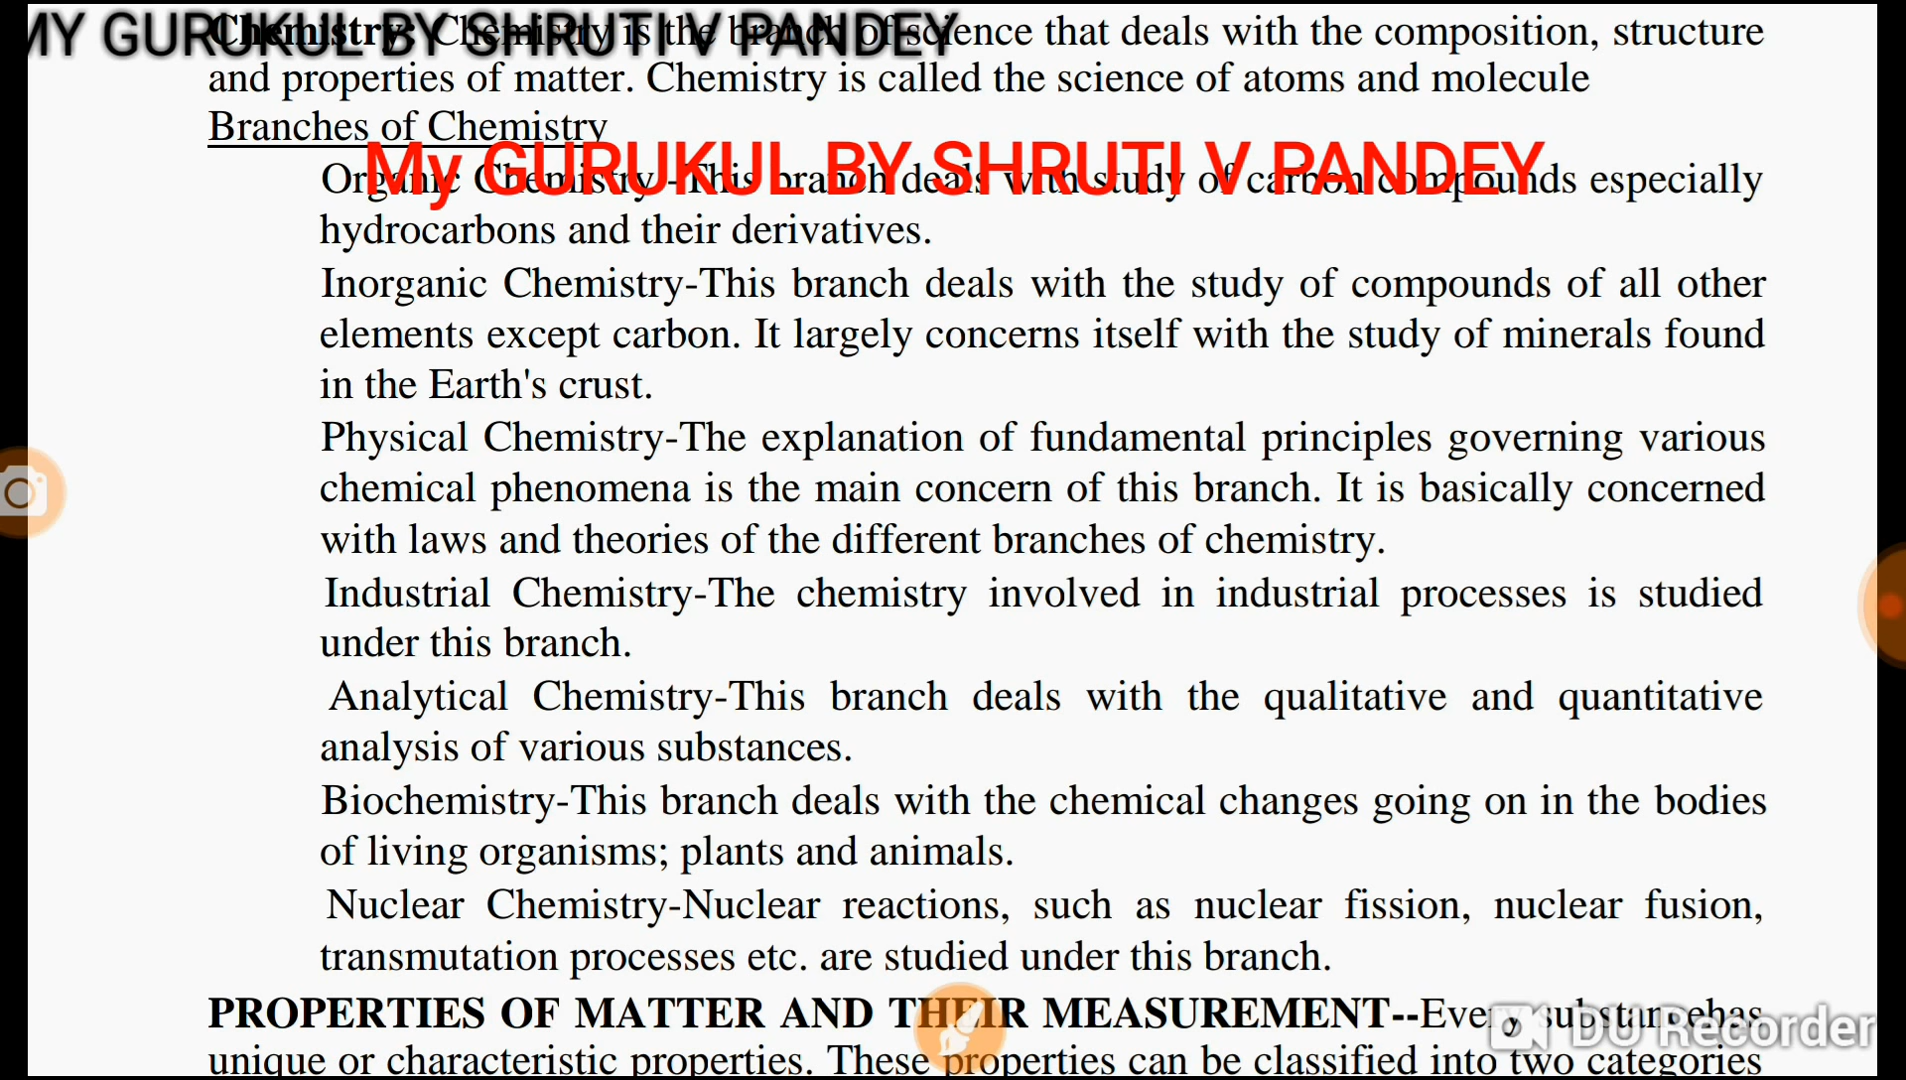 MY GURUKUL BY SHRUTI V PANDEY
Chemistry: Chemistry is the branch of science that deals with the composition, structure
and properties of matter. Chemistry is called the science of atoms and molecule
Branches of Chemistry
My GURUKUL BY SHRUTI V PANDEY
Organic Chemistry -This branch deals with study of carbon compounds especially
hydrocarbons and their derivatives.
Inorganic Chemistry-This branch deals with the study of compounds of all other
elements except carbon. It largely concerns itself with the study of minerals found
in the Earth's crust.
Physical Chemistry-The explanation of fundamental principles governing various
chemical phenomena is the main concern of this branch. It is basically concerned
with laws and theories of the different branches of chemistry.
Industrial Chemistry-The chemistry involved in industrial processes is studied
under this branch.
Analytical Chemistry-This branch deals with the qualitative and quantitative
analysis of various substances.
Biochemistry-This branch deals with the chemical changes going on in the bodies
of living organisms; plants and animals.
Nuclear Chemistry-Nuclear reactions, such as nuclear fission, nuclear fusion,
transmutation processes etc. are studied under this branch.
PROPERTIES OF MATTER AND THEIR MEASUREMENT--Every substancehas
DU Recorder
unique or characteristic properties. These properties can be classified into two categories